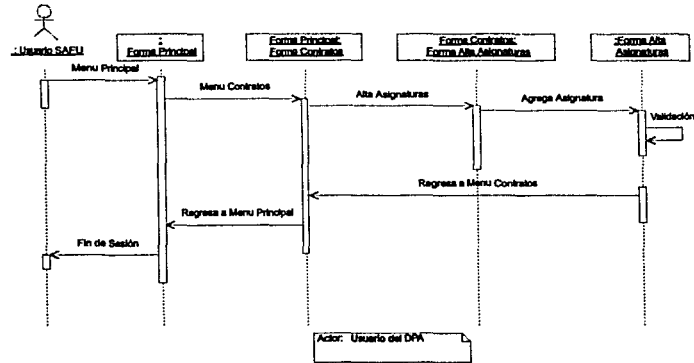 : Usuario SAFU
:
Forma Principal
Forma Principal:
Forma Contratos
Forma Contratos:
Forma Alta Asignaturas
:Forma Alta
Asignaturas
Menu Principal
Menu Contratos
Alta Asignaturas
Agrega Asignatura
Validación
Regresa a Menu Contratos
Regresa a Menu Principal
Fin de Sesión
Actor: Usuario del DPA